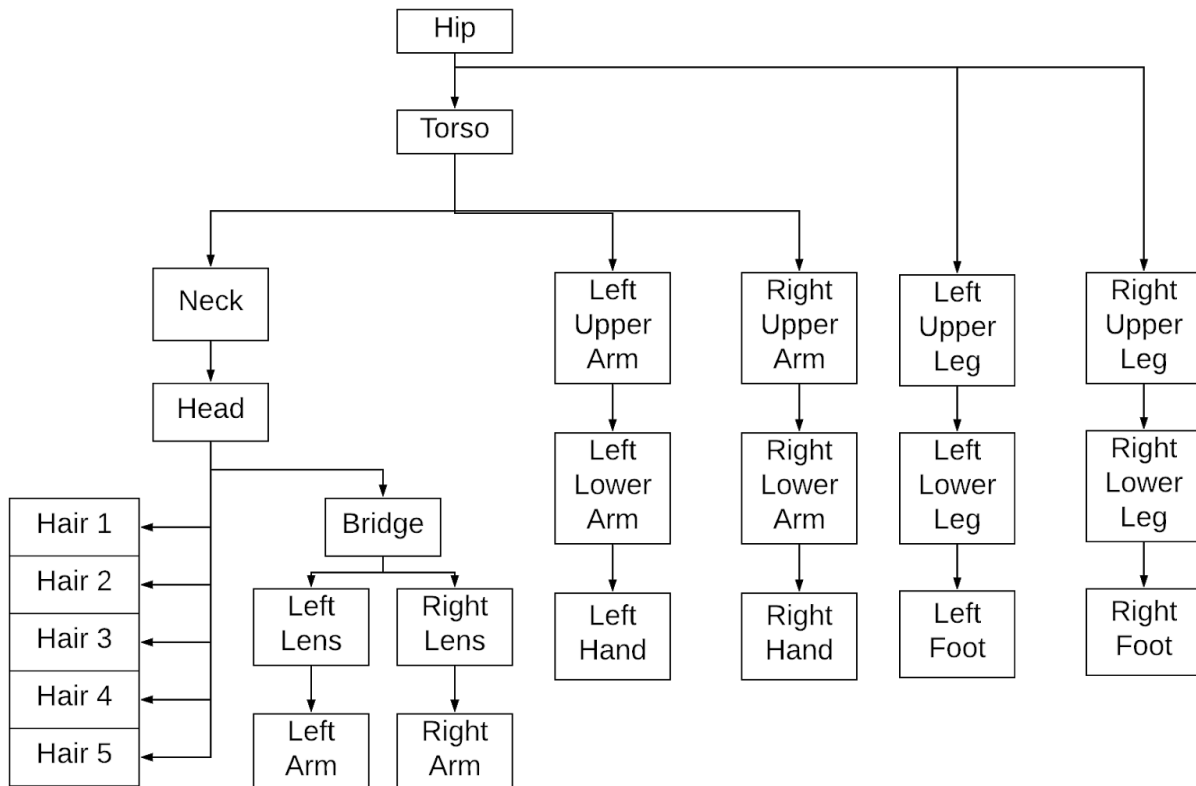 Hip
Torso
Neck
Head
Hair 1
Hair 2
Hair 3
Hair 4
Hair 5
Bridge
Left
Lens
Right
Lens
Left
Arm
Right
Arm
Left
Upper
Arm
Left
Lower
Arm
Left
Hand
Right
Upper
Arm
Right
Lower
Arm
Right
Hand
Left
Upper
Leg
Left
Lower
Leg
Left
Foot
Right
Upper
Leg
Right
Lower
Leg
Right
Foot